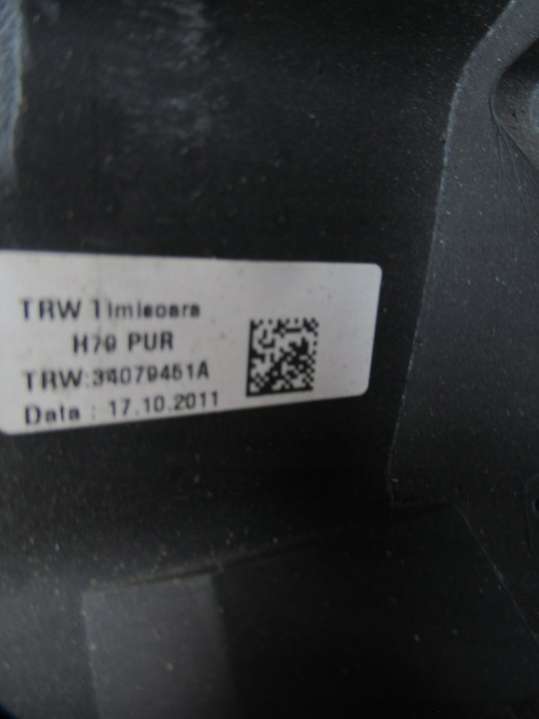 TRW Timisoara
H79 PUR
TRW:34079451A
Data : 17.10.2011